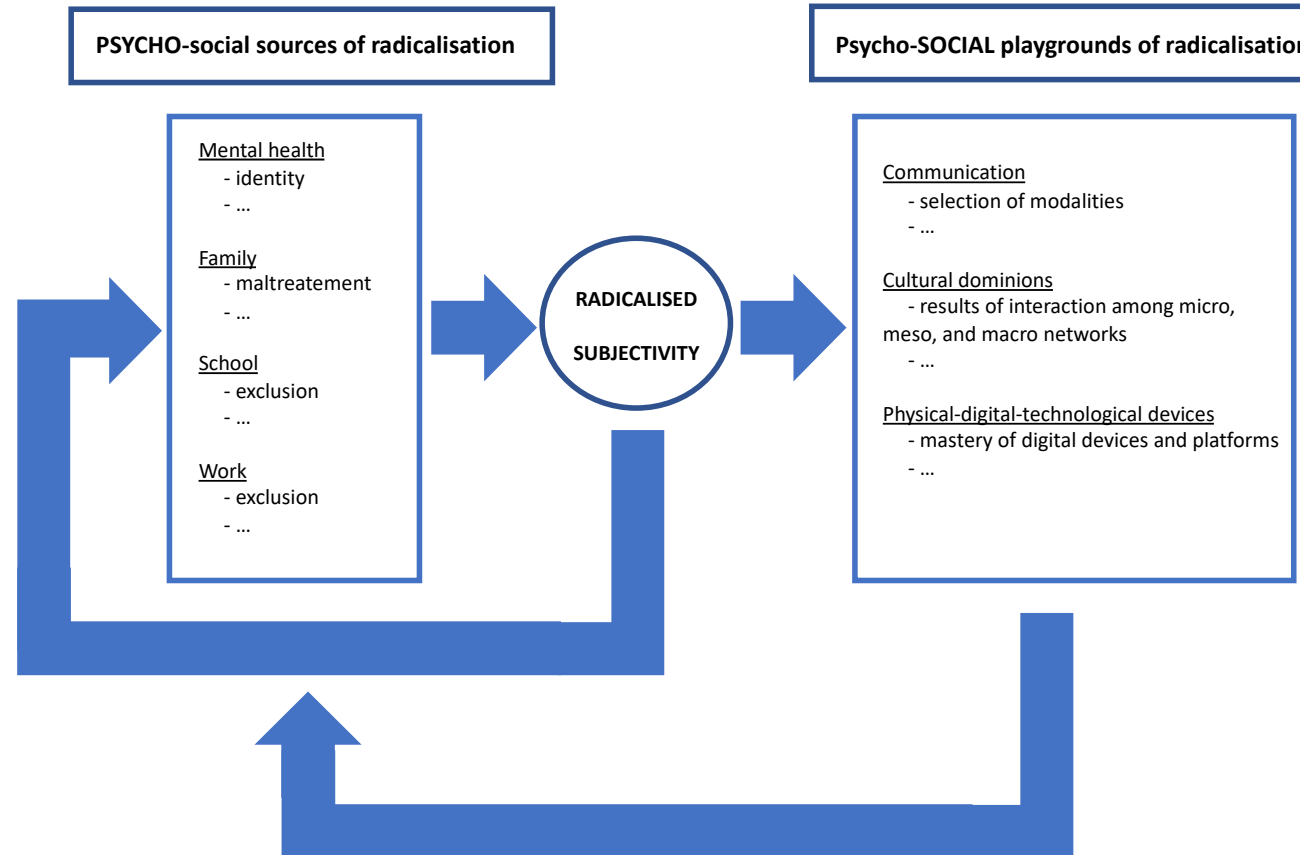 PSYCHO-social sources of radicalisation
Psycho-SOCIAL playgrounds of radicalisation
Mental health
- identity
- ...
Family
- maltreatement
- ...
School
- exclusion
- ...
Work
- exclusion
- ...
RADICALISED
SUBJECTIVITY
Communication
- selection of modalities
- ...
Cultural dominions
- results of interaction among micro,
meso, and macro networks
- ...
Physical-digital-technological devices
- mastery of digital devices and platforms
- ...